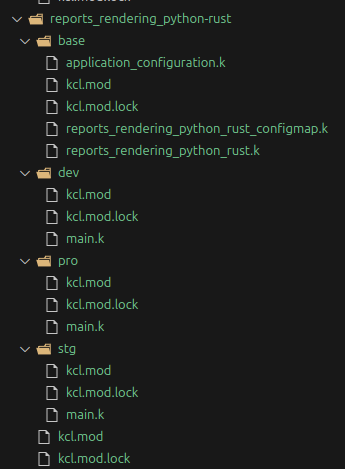 reports_rendering_python-rust
base
application_configuration.k
kcl.mod
kcl.mod.lock
reports_rendering_python_rust_configmap.k
reports_rendering_python_rust.k
dev
kcl.mod
kcl.mod.lock
main.k
pro
kcl.mod
kcl.mod.lock
main.k
stg
kcl.mod
kcl.mod.lock
main.k
kcl.mod
kcl.mod.lock